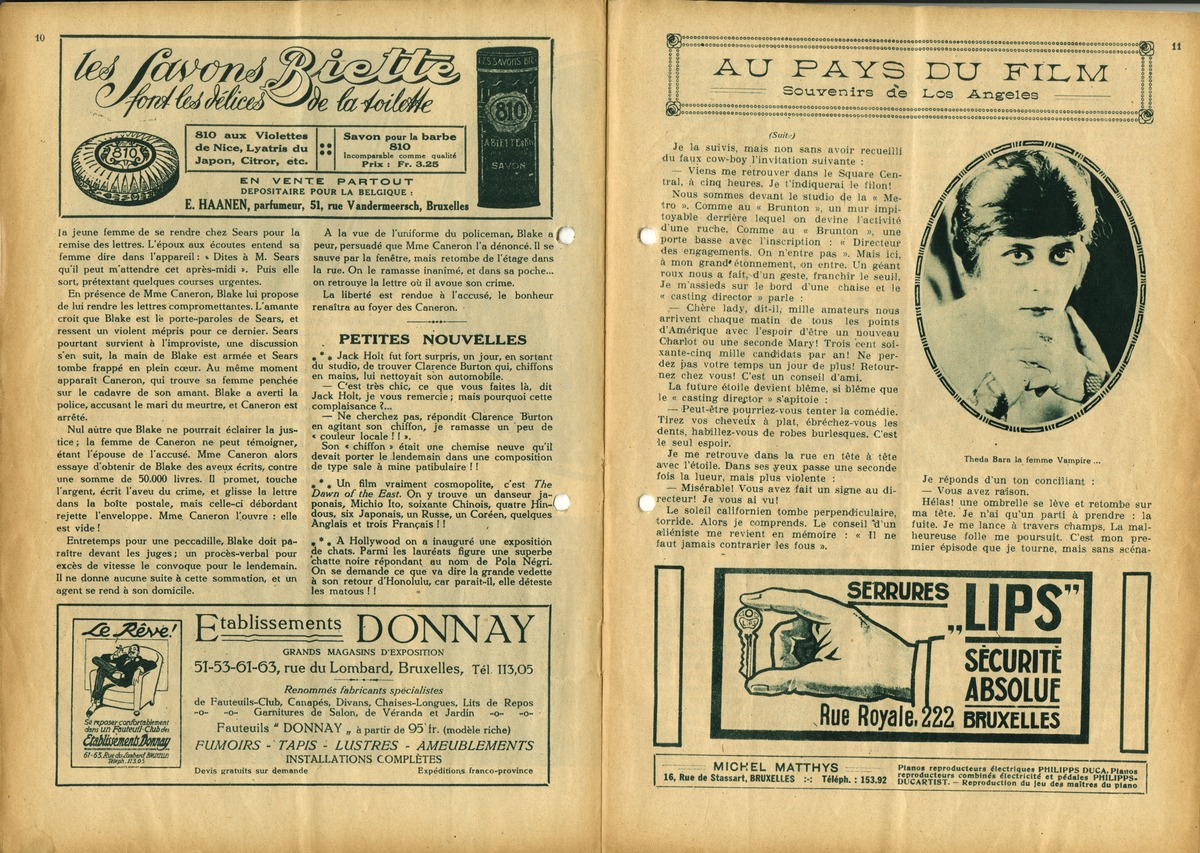 10
les Savons Biette
font les délices de la toilette
810
LES SAVONS BIETTE
810
SAVON
810 aux Violettes
de Nice, Lyatris du
Japon, Citror, etc.
Savon pour la barbe
810
Incomparable comme qualité
Prix : Fr. 3.25
EN VENTE PARTOUT
DEPOSITAIRE POUR LA BELGIQUE :
E. HAANEN, parfumeur, 51, rue Vandermeersch, Bruxelles
la jeune femme de se rendre chez Sears pour la
remise des lettres. L'époux aux écoutes entend sa
femme dire dans l'appareil : « Dites à M. Sears
qu'il peut m'attendre cet après-midi ». Puis elle
sort, prétextant quelques courses urgentes.
En présence de Mme Caneron, Blake lui propose
de lui rendre les lettres compromettantes. L'amante
croit que Blake est le porte-paroles de Sears, et
ressent un violent mépris pour ce dernier. Sears
pourtant survient à l'improviste, une discussion
s'en suit, la main de Blake est armée et Sears
tombe frappé en plein cœur. Au même moment
apparaît Caneron, qui trouve sa femme penchée
sur le cadavre de son amant. Blake a averti la
police, accusant le mari du meurtre, et Caneron est
arrêté.
Nul autre que Blake ne pourrait éclairer la jus-
tice ; la femme de Caneron ne peut témoigner,
étant l'épouse de l'accusé. Mme Caneron alors
essaye d'obtenir de Blake des aveux écrits, contre
une somme de 50.000 livres. Il promet, touche
l'argent, écrit l'aveu du crime, et glisse la lettre
dans la boîte postale, mais celle-ci débordant
rejette l'enveloppe. Mme Caneron l'ouvre : elle
est vide !
Entretemps pour une peccadille, Blake doit pa-
raître devant les juges ; un procès-verbal pour
excès de vitesse le convoque pour le lendemain.
Il ne donne aucune suite à cette sommation, et un
agent se rend à son domicile.
A la vue de l'uniforme du policeman, Blake a
peur, persuadé que Mme Caneron l'a dénoncé. Il se
sauve par la fenêtre, mais retombe de l'étage dans
la rue. On le ramasse inanimé, et dans sa poche...
on retrouve la lettre où il avoue son crime.
La liberté est rendue à l'accusé, le bonheur
renaîtra au foyer des Caneron.
PETITES NOUVELLES
*** Jack Holt fut fort surpris, un jour, en sortant
du studio, de trouver Clarence Burton qui, chiffons
en mains, lui nettoyait son automobile.
— C'est très chic, ce que vous faites là, dit
Jack Holt, je vous remercie ; mais pourquoi cette
complaisance ?...
— Ne cherchez pas, répondit Clarence Burton
en agitant son chiffon, je ramasse un peu de
« couleur locale ! ! ».
Son « chiffon » était une chemise neuve qu'il
devait porter le lendemain dans une composition
de type sale à mine patibulaire ! !
*** Un film vraiment cosmopolite, c'est The
Dawn of the East. On y trouve un danseur ja-
ponais, Michio Ito, soixante Chinois, quatre Hin-
dous, six Japonais, un Russe, un Coréen, quelques
Anglais et trois Français ! !
*** A Hollywood on a inauguré une exposition
de chats. Parmi les lauréats figure une superbe
chatte noire répondant au nom de Pola Négri.
On se demande ce que va dire la grande vedette
à son retour d'Honolulu, car paraît-il, elle déteste
les matous ! !
Le Rêve!
Se reposer confortablement
dans un Fauteuil-Club des
Etablissements Donnay
61-63. Rue du Lombard BRUXELLES
Téléph. 113.05
Etablissements DONNAY
GRANDS MAGASINS D'EXPOSITION
51-53-61-63, rue du Lombard, Bruxelles, Tél. 113,05
Renommés fabricants spécialistes
de Fauteuils-Club, Canapés, Divans, Chaises-Longues, Lits de Repos
-o- -o- Garnitures de Salon, de Véranda et Jardin -o- -o-
Fauteuils " DONNAY „ à partir de 95 fr. (modèle riche)
FUMOIRS - TAPIS - LUSTRES - AMEUBLEMENTS
INSTALLATIONS COMPLÈTES
Devis gratuits sur demande Expéditions franco-province
11
AU PAYS DU FILM
Souvenirs de Los Angeles
(Suite)
Je la suivis, mais non sans avoir recueilli
du faux cow-boy l'invitation suivante :
— Viens me retrouver dans le Square Cen-
tral, à cinq heures. Je t'indiquerai le filon!
Nous sommes devant le studio de la « Me-
tro ». Comme au « Brunton », un mur impi-
toyable derrière lequel on devine l'activité
d'une ruche. Comme au « Brunton », une
porte basse avec l'inscription : « Directeur
des engagements. On n'entre pas ». Mais ici,
à mon grand étonnement, on entre. Un géant
roux nous a fait, d'un geste, franchir le seuil.
Je m'assieds sur le bord d'une chaise et le
« casting director » parle :
— Chère lady, dit-il, mille amateurs nous
arrivent chaque matin de tous les points
d'Amérique avec l'espoir d'être un nouveau
Charlot ou une seconde Mary! Trois cent soi-
xante-cinq mille candidats par an! Ne per-
dez pas votre temps un jour de plus! Retour-
nez chez vous! C'est un conseil d'ami.
La future étoile devient blême, si blême que
le « casting director » s'apitoie :
— Peut-être pourriez-vous tenter la comédie.
Tirez vos cheveux à plat, ébréchez-vous les
dents, habillez-vous de robes burlesques. C'est
le seul espoir.
Je me retrouve dans la rue en tête à tête
avec l'étoile. Dans ses yeux passe une seconde
fois la lueur, mais plus violente :
— Misérable! Vous avez fait un signe au di-
recteur! Je vous ai vu!
Le soleil californien tombe perpendiculaire,
torride. Alors je comprends. Le conseil d'un
aliéniste me revient en mémoire : « Il ne
faut jamais contrarier les fous ».
Theda Bara la femme Vampire ...
Je réponds d'un ton conciliant :
— Vous avez raison.
Hélas! une ombrelle se lève et retombe sur
ma tête. Je n'ai qu'un parti à prendre : la
fuite. Je me lance à travers champs. La mal-
heureuse folle me poursuit. C'est mon pre-
mier épisode que je tourne, mais sans scéna-
SERRURES
„LIPS"
SÉCURITÉ
ABSOLUE
Rue Royale, 222 BRUXELLES
MICHEL MATTHYS
16, Rue de Stassart, BRUXELLES :-: Téléph. : 153.92
Pianos reproducteurs électriques PHILIPPS DUCA. Pianos
reproducteurs combinés électricité et pédales PHILIPPS-
DUCARTIST. — Reproduction du jeu des maîtres du piano